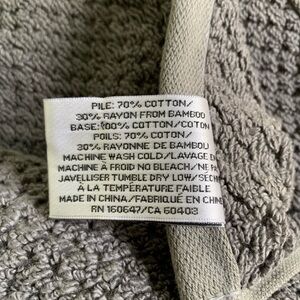 PILE: 70% COTTON/
30% RAYON FROM BAMBOO
BASE: 100% COTTON/COTON
POILS: 70% COTON/
30% RAYONNE DE BAMBOU
MACHINE WASH COLD/LAVAGE EN
MACHINE À FROID NO BLEACH/NE PAS
JAVELLISER TUMBLE DRY LOW/SÉCH
À LA TEMPÉRATURE FAIBLE
MADE IN CHINA/FABRIQUÉ EN CHINE
RN 160647/CA 60403